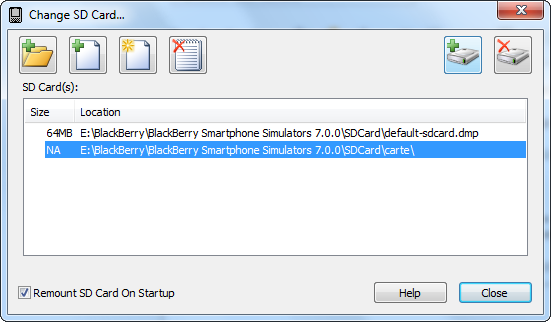 Change SD Card...
SD Card(s):
Size Location
64MB E:\BlackBerry\BlackBerry Smartphone Simulators 7.0.0\SDCard\default-sdcard.dmp
NA E:\BlackBerry\BlackBerry Smartphone Simulators 7.0.0\SDCard\carte\
Remount SD Card On Startup
Help
Close